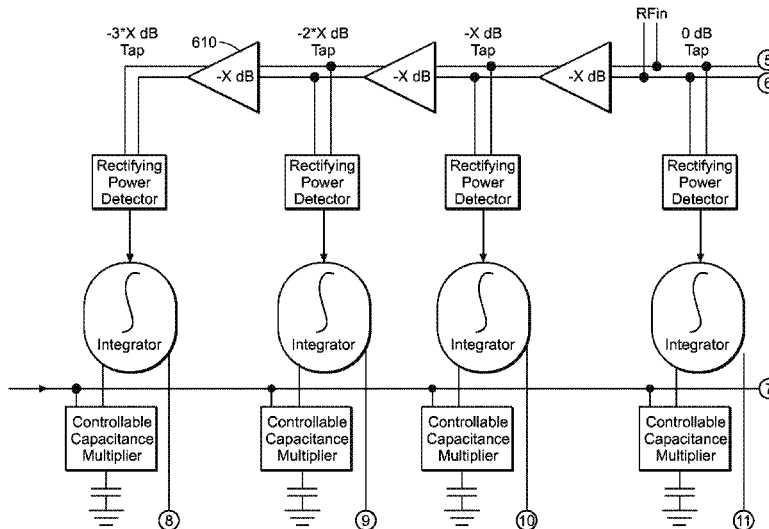 RFin
-3*X dB
Tap
610
-2*X dB
Tap
-X dB
Tap
0 dB
Tap
5
6
-X dB
-X dB
-X dB
Rectifying
Power
Detector
Rectifying
Power
Detector
Rectifying
Power
Detector
Rectifying
Power
Detector
Integrator
Integrator
Integrator
Integrator
7
Controllable
Capacitance
Multiplier
Controllable
Capacitance
Multiplier
Controllable
Capacitance
Multiplier
Controllable
Capacitance
Multiplier
8
9
10
11